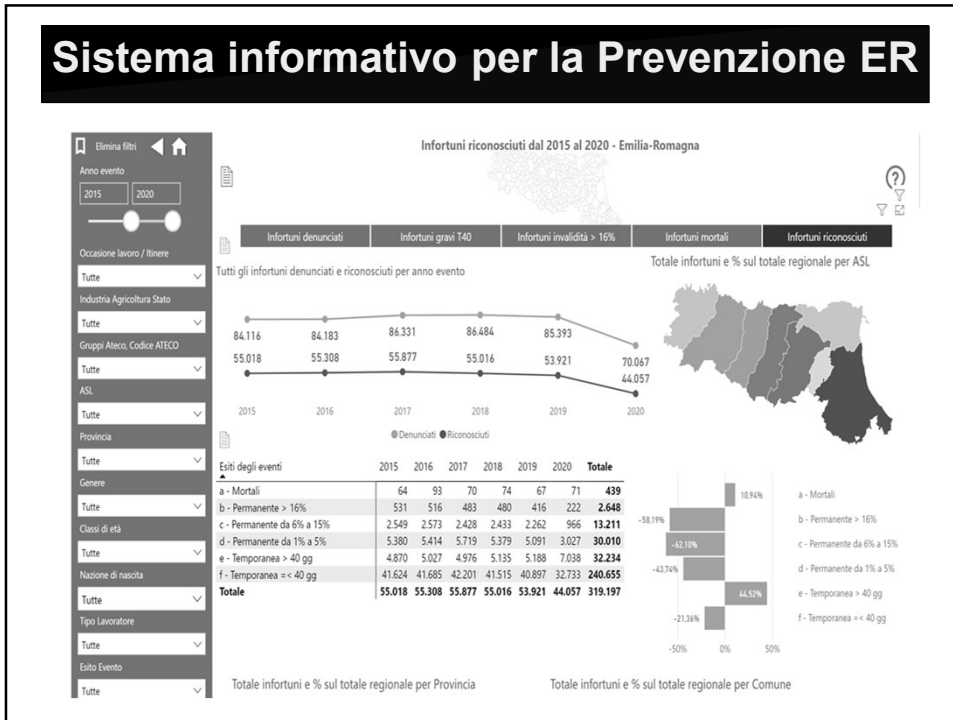 Sistema informativo per la Prevenzione ER
Elimina filtri
Anno evento
2015 2020
Occasione lavoro / Itinere
Tutte
Industria Agricoltura Stato
Tutte
Gruppi Ateco, Codice ATECO
Tutte
ASL
Tutte
Provincia
Tutte
Genere
Tutte
Classi di età
Tutte
Nazione di nascita
Tutte
Tipo Lavoratore
Tutte
Esito Evento
Tutte
Infortuni riconosciuti dal 2015 al 2020 - Emilia-Romagna
?
Infortuni denunciati Infortuni gravi T40 Infortuni invalidità > 16% Infortuni mortali Infortuni riconosciuti
Tutti gli infortuni denunciati e riconosciuti per anno evento
84.116 84.183 86.331 86.484 85.393 70.067
55.018 55.308 55.877 55.016 53.921 44.057
2015 2016 2017 2018 2019 2020
Denunciati Riconosciuti
Totale infortuni e % sul totale regionale per ASL
Esiti degli eventi 2015 2016 2017 2018 2019 2020 Totale
a - Mortali 64 93 70 74 67 71 439
b - Permanente > 16% 531 516 483 480 416 222 2.648
c - Permanente da 6% a 15% 2.549 2.573 2.428 2.433 2.262 966 13.211
d - Permanente da 1% a 5% 5.380 5.414 5.719 5.379 5.091 3.027 30.010
e - Temporanea > 40 gg 4.870 5.027 4.976 5.135 5.188 7.038 32.234
f - Temporanea =< 40 gg 41.624 41.685 42.201 41.515 40.897 32.733 240.655
Totale 55.018 55.308 55.877 55.016 53.921 44.057 319.197
10,94% a - Mortali
-58,19% b - Permanente > 16%
-62,10% c - Permanente da 6% a 15%
-43,74% d - Permanente da 1% a 5%
44,52% e - Temporanea > 40 gg
-21,36% f - Temporanea =< 40 gg
-50% 0% 50%
Totale infortuni e % sul totale regionale per Provincia
Totale infortuni e % sul totale regionale per Comune